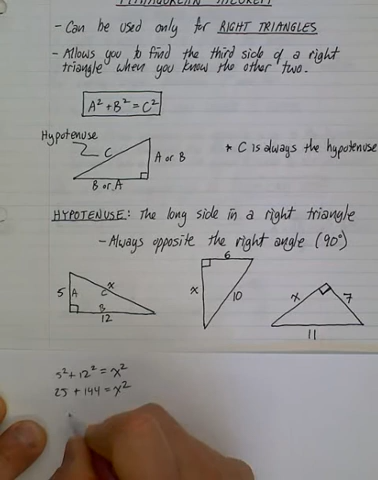 PYTHAGOREAN THEOREM
- Can be used only for RIGHT TRIANGLES
- Allows you to find the third side of a right
triangle when you know the other two.
A² + B² = C²
Hypotenuse
C
A or B
B or A
* C is always the hypotenuse
HYPOTENUSE: The long side in a right triangle
- Always opposite the right angle (90°)
5 A C x
B
12
6
x 10
x 7
11
5² + 12² = x²
25 + 144 = x²